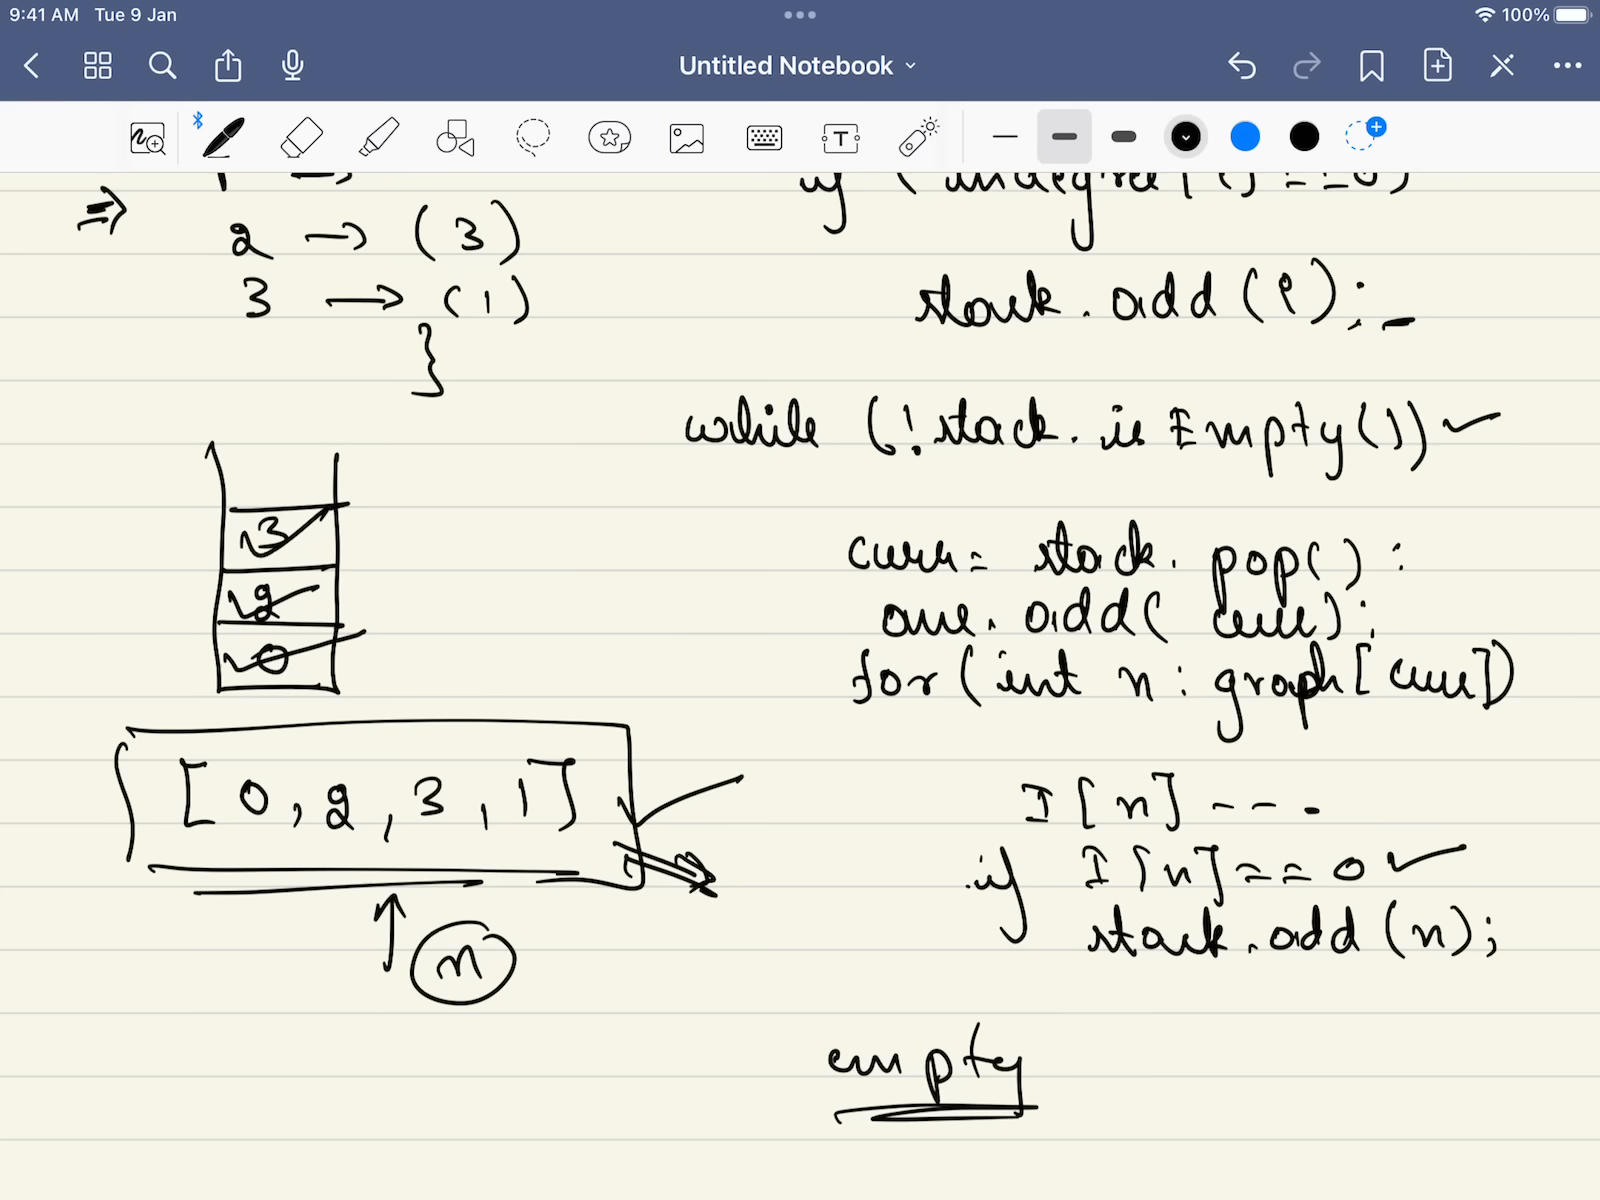 9:41 AM Tue 9 Jan
100%
Untitled Notebook
T
2 → (3)
3 → (1)
}
3
2
0
[0, 2, 3, 1]
n
stack.add(i);
while (!stack.isEmpty())
curr = stack.pop();
add(curr);
for (int n : graph[curr])
I[n]--.
if I[n]==0
stack.add(n);
empty